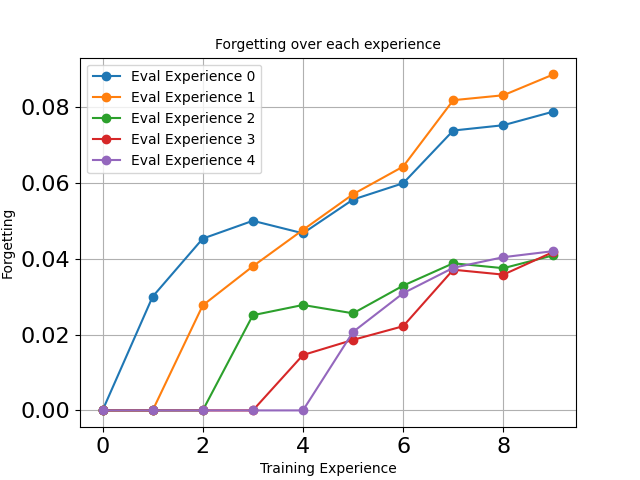 Forgetting over each experience
Eval Experience 0
Eval Experience 1
Eval Experience 2
Eval Experience 3
Eval Experience 4
0.08
0.06
0.04
0.02
0.00
Forgetting
0 2 4 6 8
Training Experience